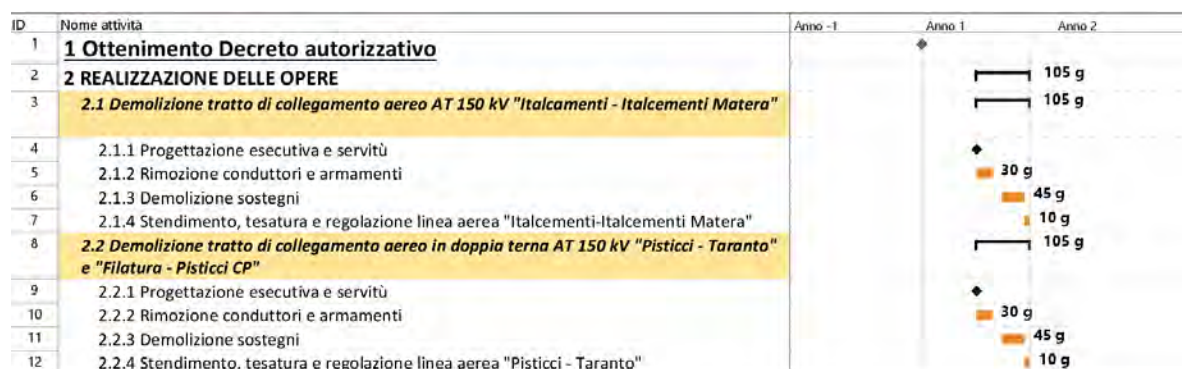 ID Nome attività Anno -1 Anno 1 Anno 2
1 1 Ottenimento Decreto autorizzativo
2 2 REALIZZAZIONE DELLE OPERE 105 g
3 2.1 Demolizione tratto di collegamento aereo AT 150 kV "Italcamenti - Italcementi Matera" 105 g
4 2.1.1 Progettazione esecutiva e servitù
5 2.1.2 Rimozione conduttori e armamenti 30 g
6 2.1.3 Demolizione sostegni 45 g
7 2.1.4 Stendimento, tesatura e regolazione linea aerea "Italcementi-Italcementi Matera" 10 g
8 2.2 Demolizione tratto di collegamento aereo in doppia terna AT 150 kV "Pisticci - Taranto" 105 g
e "Filatura - Pisticci CP"
9 2.2.1 Progettazione esecutiva e servitù
10 2.2.2 Rimozione conduttori e armamenti 30 g
11 2.2.3 Demolizione sostegni 45 g
12 2.2.4 Stendimento, tesatura e regolazione linea aerea "Pisticci - Taranto" 10 g